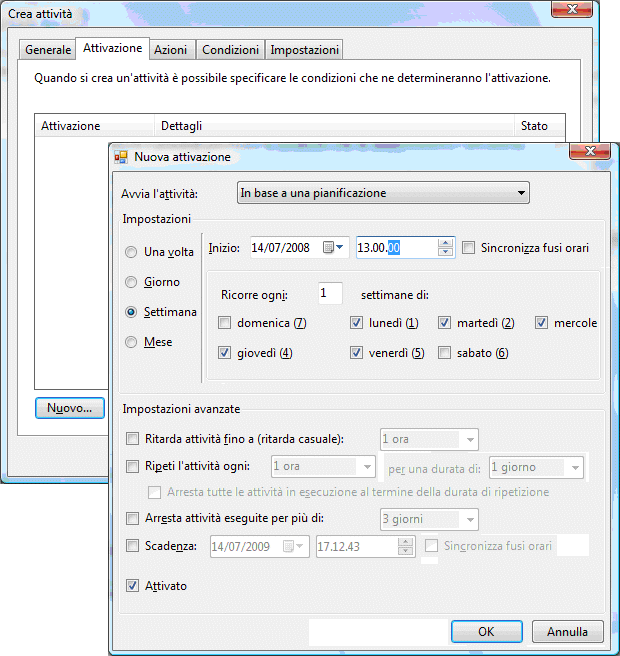 Crea attività
Generale Attivazione Azioni Condizioni Impostazioni
Quando si crea un'attività è possibile specificare le condizioni che ne determineranno l'attivazione.
Attivazione Dettagli Stato
Nuovo...
Nuova attivazione
Avvia l'attività: In base a una pianificazione
Impostazioni
Una volta
Giorno
Settimana
Mese
Inizio: 14/07/2008 13.00.00 Sincronizza fusi orari
Ricorre ogni: 1 settimane di:
domenica (7) lunedì (1) martedì (2) mercole
giovedì (4) venerdì (5) sabato (6)
Impostazioni avanzate
Ritarda attività fino a (ritarda casuale): 1 ora
Ripeti l'attività ogni: 1 ora per una durata di: 1 giorno
Arresta tutte le attività in esecuzione al termine della durata di ripetizione
Arresta attività eseguite per più di: 3 giorni
Scadenza: 14/07/2009 17.12.43 Sincronizza fusi orari
Attivato
OK Annulla